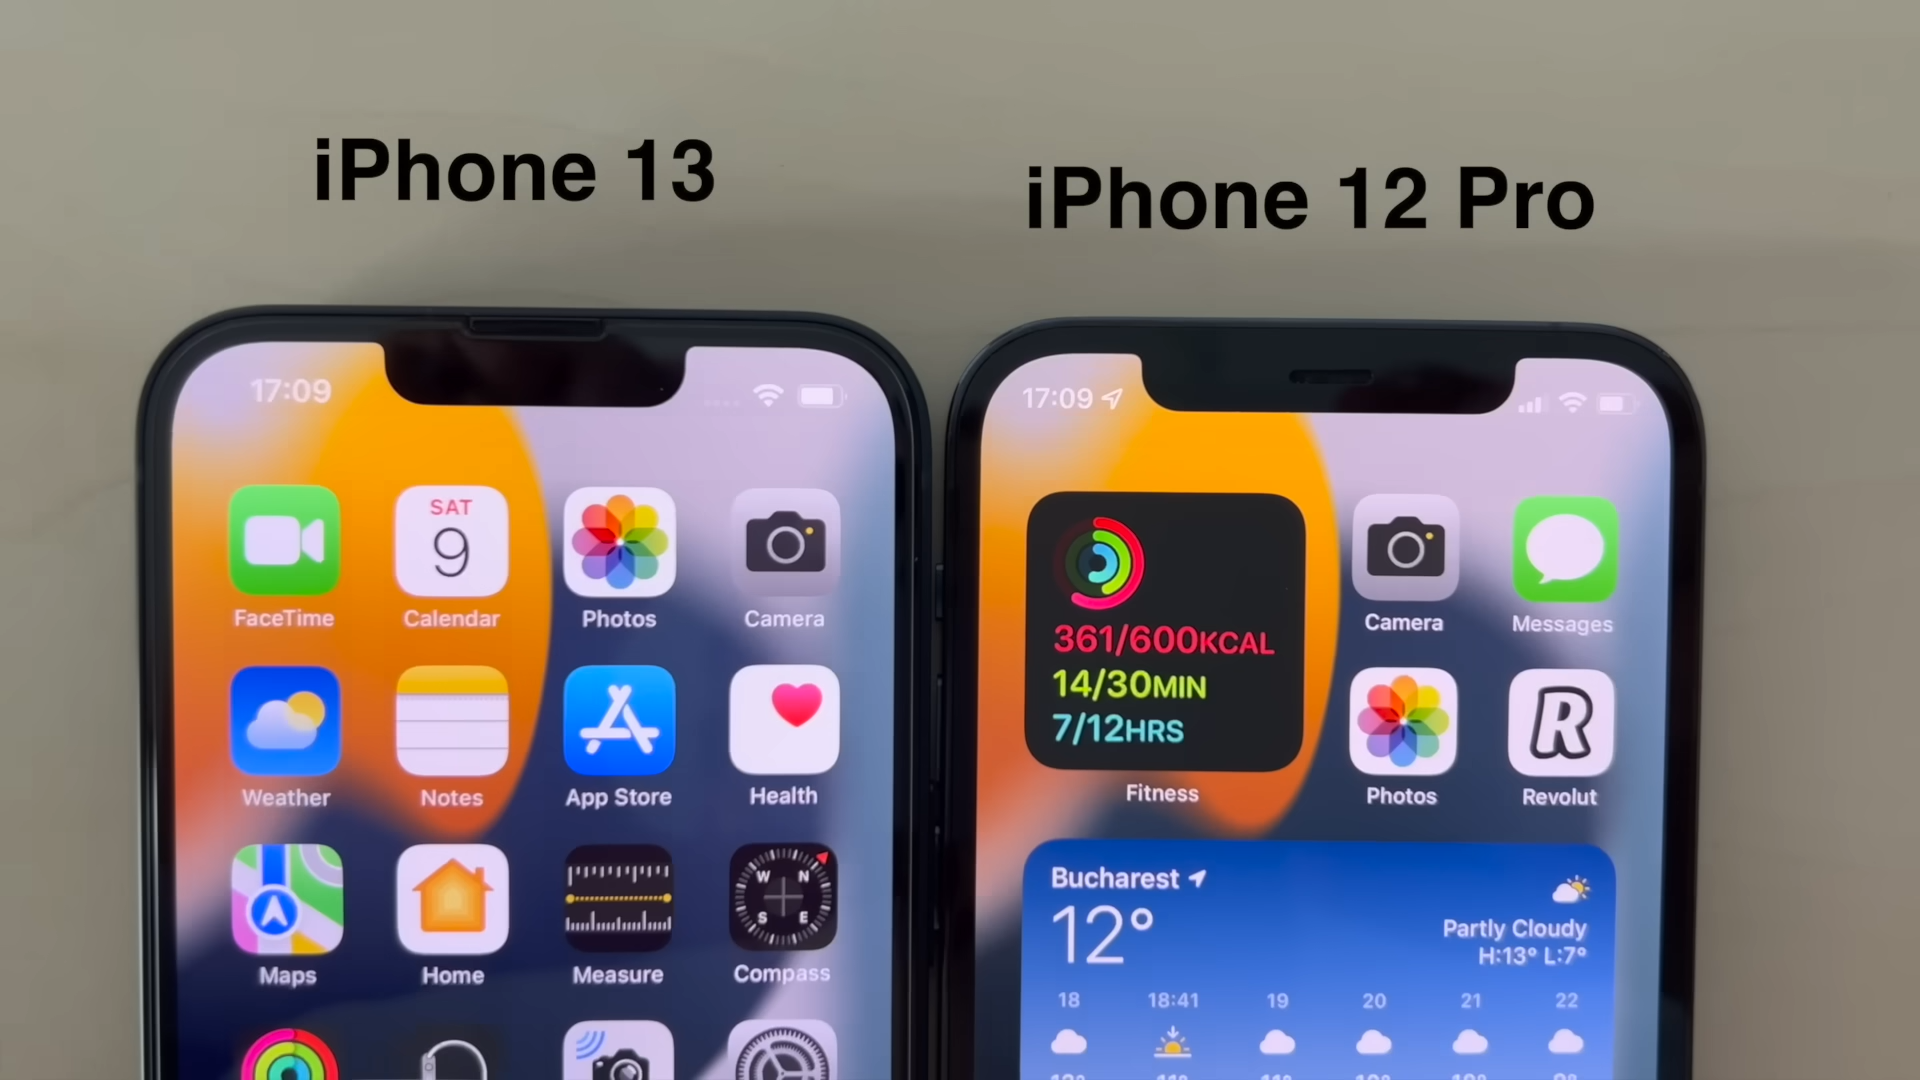 iPhone 13
iPhone 12 Pro
17:09
SAT
9
FaceTime
Calendar
Photos
Camera
Weather
Notes
App Store
Health
W N
S E
Maps
Home
Measure
Compass
17:09
361/600KCAL
14/30MIN
7/12HRS
Fitness
Camera
Messages
R
Photos
Revolut
Bucharest
12°
Partly Cloudy
H:13° L:7°
18 18:41 19 20 21 22